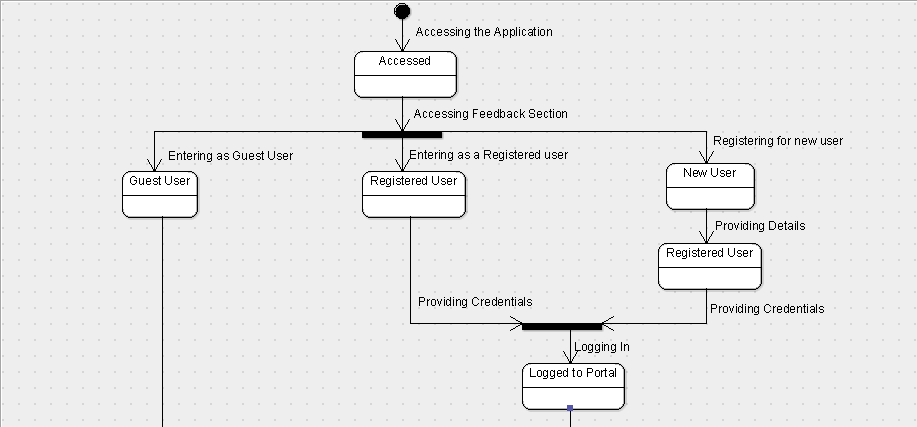 Accessing the Application
Accessed
Accessing Feedback Section
Registering for new user
Entering as Guest User
Entering as a Registered user
Guest User
Registered User
New User
Providing Details
Registered User
Providing Credentials
Providing Credentials
Logging In
Logged to Portal